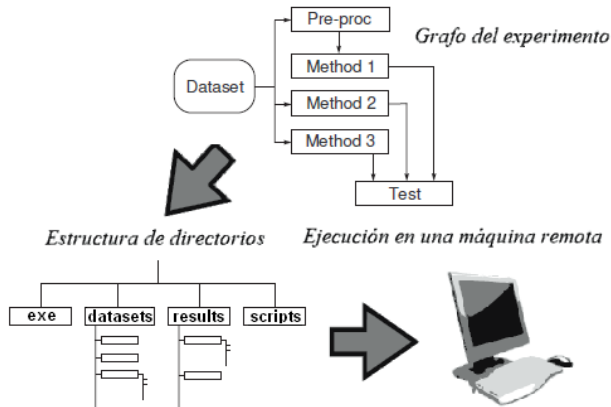 Pre-proc
Grafo del experimento
Method 1
Dataset
Method 2
Method 3
Test
Estructura de directorios
Ejecución en una máquina remota
exe
datasets
results
scripts